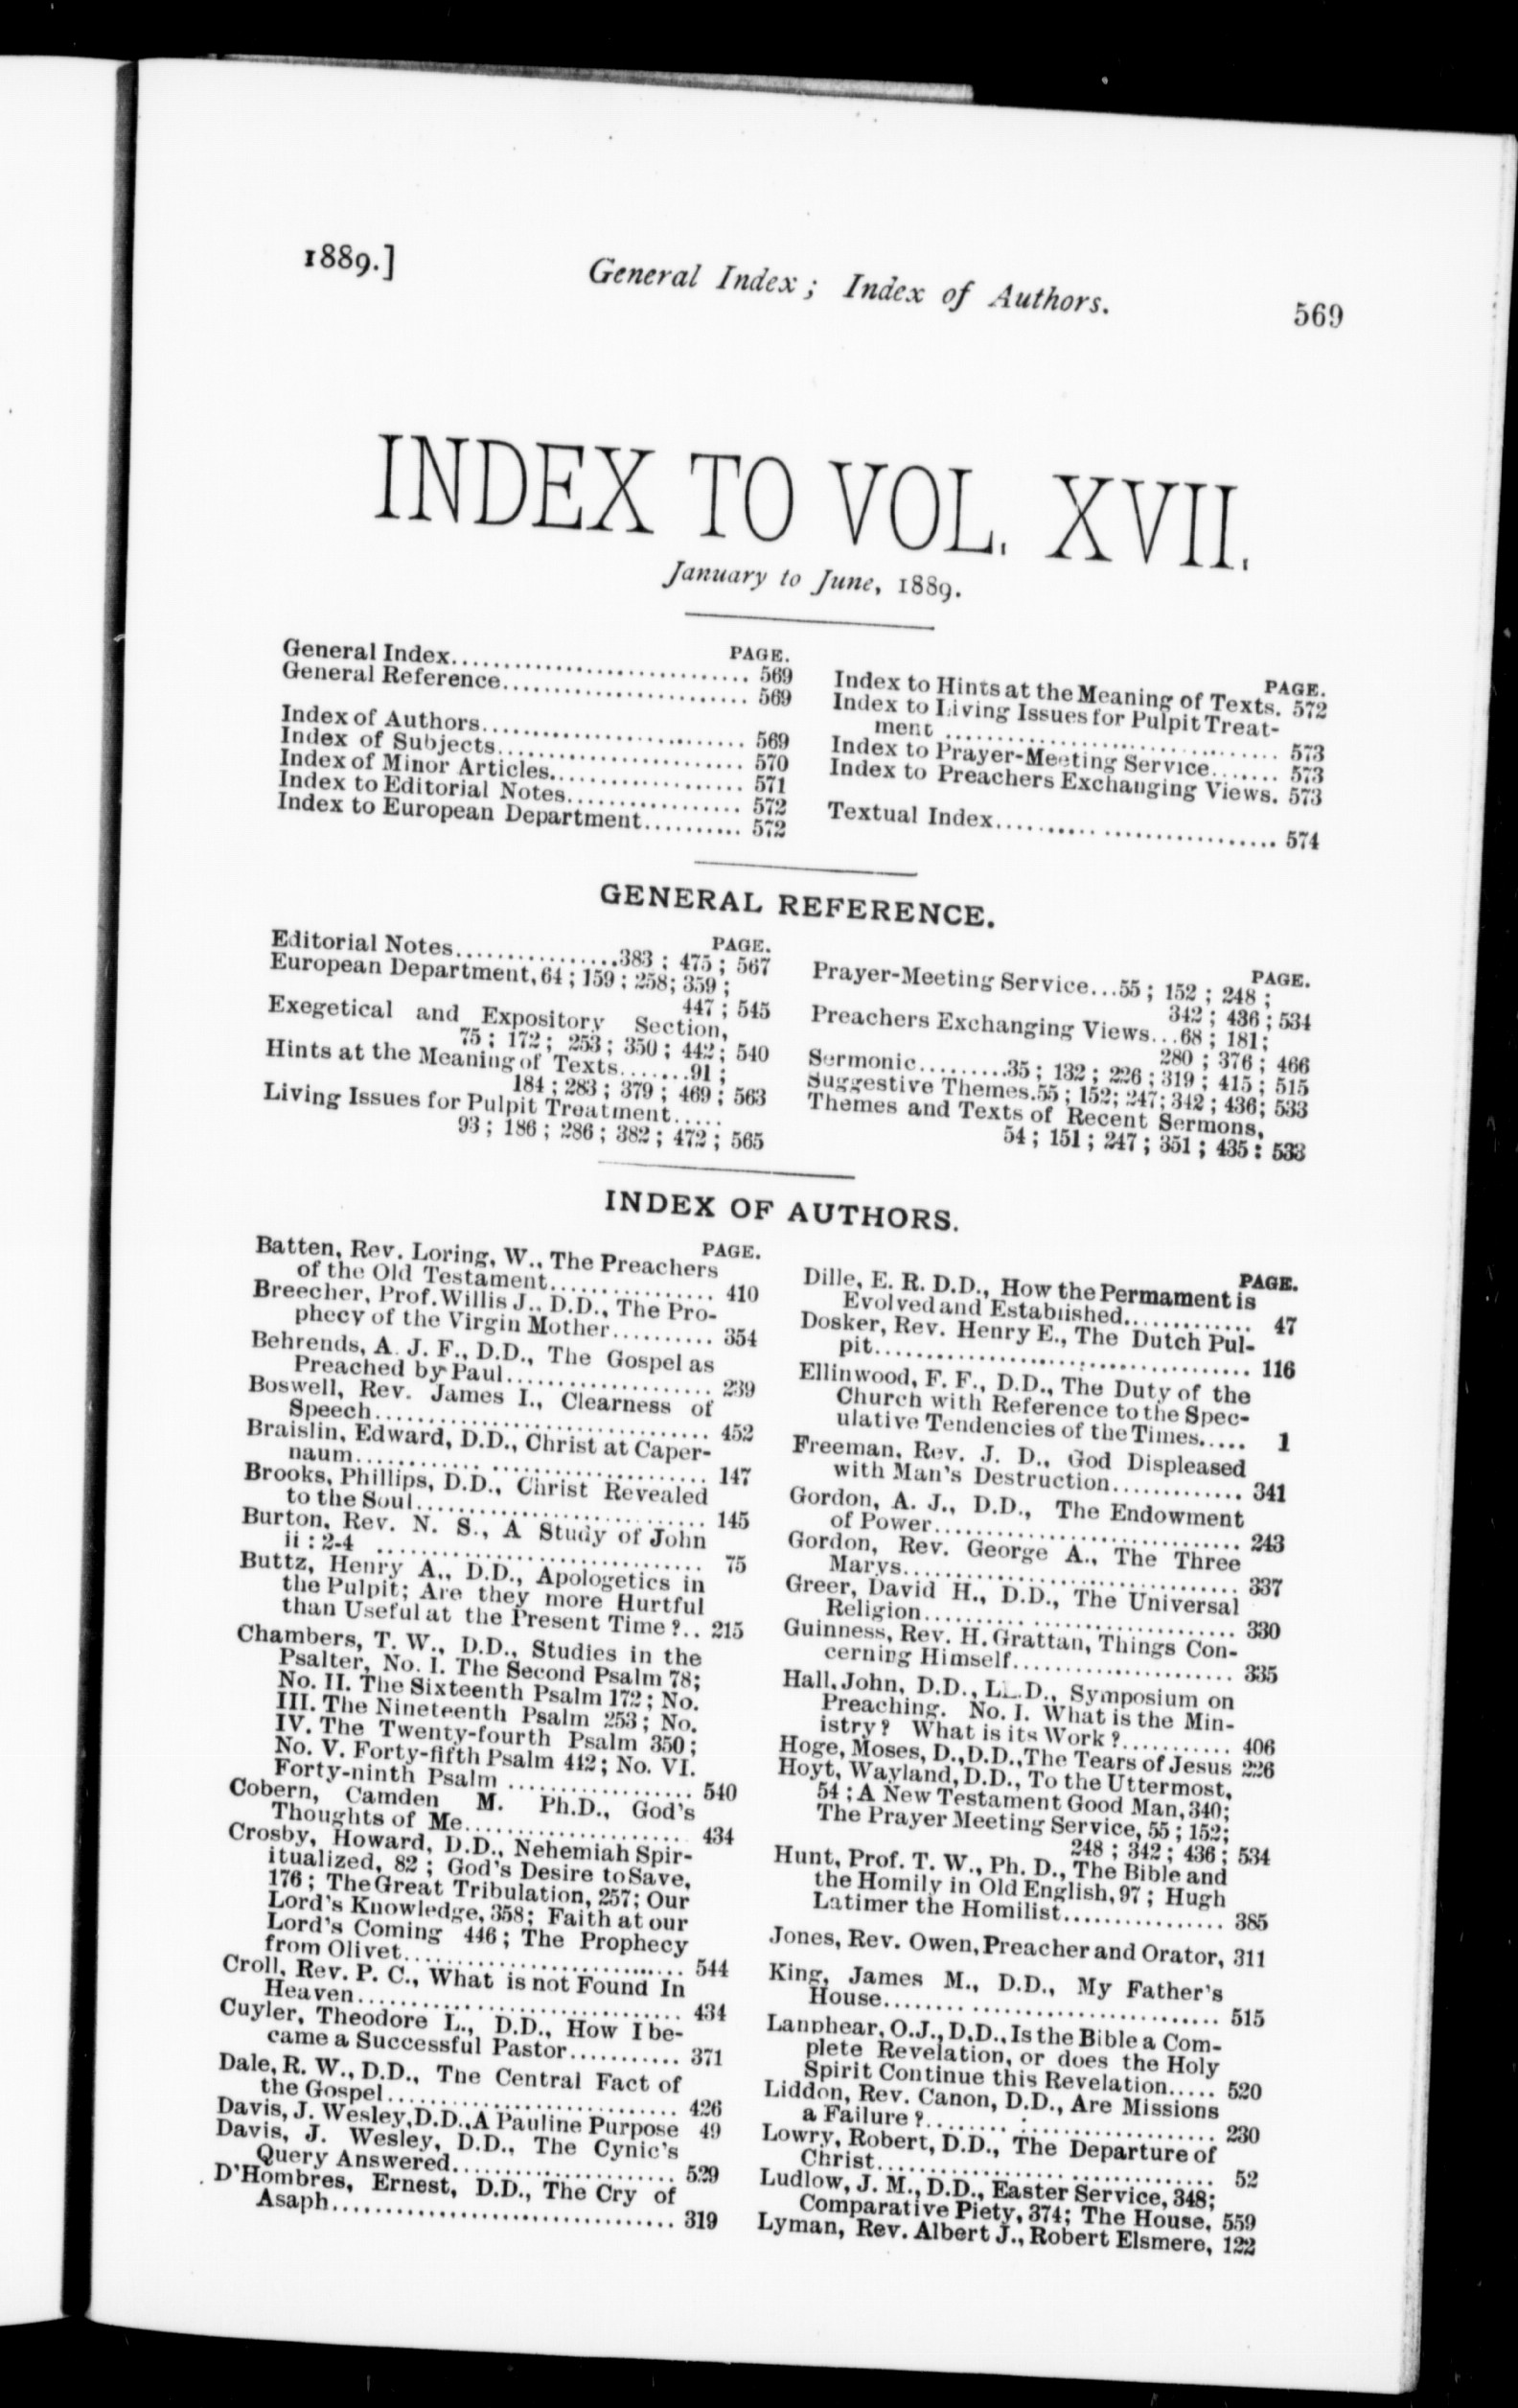 1889.]
General Index; Index of Authors.
569
INDEX TO VOL. XVII.
January to June, 1889.
PAGE.
General Index.............................. 569
General Reference........................ 569
Index of Authors.......................... 569
Index of Subjects........................ 570
Index of Minor Articles................... 571
Index to Editorial Notes................. 572
Index to European Department.......... 572
PAGE.
Index to Hints at the Meaning of Texts. 572
Index to Living Issues for Pulpit Treat-
ment ................................ 573
Index to Prayer-Meeting Service....... 573
Index to Preachers Exchanging Views. 573
Textual Index............................ 574
GENERAL REFERENCE.
PAGE.
Editorial Notes................383 ; 475 ; 567
European Department, 64 ; 159 ; 258; 359 ;
447 ; 545
Exegetical and Expository Section,
75 ; 172 ; 253 ; 350 ; 442 ; 540
Hints at the Meaning of Texts.......91 ;
184 ; 283 ; 379 ; 469 ; 563
Living Issues for Pulpit Treatment.....
93 ; 186 ; 286 ; 382 ; 472 ; 565
PAGE.
Prayer-Meeting Service...55 ; 152 ; 248 ;
342 ; 436 ; 534
Preachers Exchanging Views...68 ; 181;
280 ; 376 ; 466
Sermonic.........35 ; 132 ; 226 ; 319 ; 415 ; 515
Suggestive Themes.55 ; 152; 247; 342 ; 436; 533
Themes and Texts of Recent Sermons,
54 ; 151 ; 247 ; 351 ; 435 : 533
INDEX OF AUTHORS.
PAGE.
Batten, Rev. Loring, W., The Preachers
of the Old Testament................ 410
Breecher, Prof. Willis J., D.D., The Pro-
phecy of the Virgin Mother.......... 354
Behrends, A. J. F., D.D., The Gospel as
Preached by Paul.................... 239
Boswell, Rev. James I., Clearness of
Speech................................ 452
Braislin, Edward, D.D., Christ at Caper-
naum................................. 147
Brooks, Phillips, D.D., Christ Revealed
to the Soul........................... 145
Burton, Rev. N. S., A Study of John
ii : 2-4 ............................... 75
Buttz, Henry A., D.D., Apologetics in
the Pulpit; Are they more Hurtful
than Useful at the Present Time?.. 215
Chambers, T. W., D.D., Studies in the
Psalter, No. I. The Second Psalm 78;
No. II. The Sixteenth Psalm 172; No.
III. The Nineteenth Psalm 253; No.
IV. The Twenty-fourth Psalm 350;
No. V. Forty-fifth Psalm 442; No. VI.
Forty-ninth Psalm .................. 540
Cobern, Camden M. Ph.D., God's
Thoughts of Me..................... 434
Crosby, Howard, D.D., Nehemiah Spir-
itualized, 82 ; God's Desire to Save,
176 ; The Great Tribulation, 257; Our
Lord's Knowledge, 358; Faith at our
Lord's Coming 446; The Prophecy
from Olivet........................... 544
Croll, Rev. P. C., What is not Found In
Heaven............................... 434
Cuyler, Theodore L., D.D., How I be-
came a Successful Pastor........... 371
Dale, R. W., D.D., The Central Fact of
the Gospel............................ 426
Davis, J. Wesley, D.D., A Pauline Purpose 49
Davis, J. Wesley, D.D., The Cynic's
Query Answered...................... 529
D'Hombres, Ernest, D.D., The Cry of
Asaph................................. 319
PAGE.
Dille, E. R. D.D., How the Permament is
Evolved and Established............ 47
Dosker, Rev. Henry E., The Dutch Pul-
pit.................................... 116
Ellinwood, F. F., D.D., The Duty of the
Church with Reference to the Spec-
ulative Tendencies of the Times..... 1
Freeman, Rev. J. D., God Displeased
with Man's Destruction............. 341
Gordon, A. J., D.D., The Endowment
of Power.............................. 243
Gordon, Rev. George A., The Three
Marys................................. 337
Greer, David H., D.D., The Universal
Religion............................... 330
Guinness, Rev. H. Grattan, Things Con-
cerning Himself...................... 335
Hall, John, D.D., LL.D., Symposium on
Preaching. No. I. What is the Min-
istry? What is its Work?........... 406
Hoge, Moses, D., D.D., The Tears of Jesus 226
Hoyt, Wayland, D.D., To the Uttermost,
54 ; A New Testament Good Man, 340;
The Prayer Meeting Service, 55 ; 152;
248 ; 342 ; 436 ; 534
Hunt, Prof. T. W., Ph. D., The Bible and
the Homily in Old English, 97 ; Hugh
Latimer the Homilist................ 385
Jones, Rev. Owen, Preacher and Orator, 311
King, James M., D.D., My Father's
House................................. 515
Lanphear, O. J., D.D., Is the Bible a Com-
plete Revelation, or does the Holy
Spirit Continue this Revelation..... 520
Liddon, Rev. Canon, D.D., Are Missions
a Failure ?............................ 230
Lowry, Robert, D.D., The Departure of
Christ................................. 52
Ludlow, J. M., D.D., Easter Service, 348;
Comparative Piety, 374; The House. 559
Lyman, Rev. Albert J., Robert Elsmere, 122